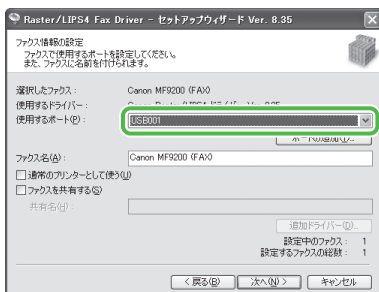 Raster/LIPS4 Fax Driver - セットアップウィザード Ver. 8.35
ファクス情報の設定
ファクスで使用するポートを設定してください。
また、ファクスに名前を付けられます。
選択したファクス : Canon MF9200 (FAX)
使用するドライバー :
使用するポート(P) : USB001
ファクス名(A) : Canon MF9200 (FAX)
通常のプリンターとして使う(U)
ファクスを共有する(S)
共有名(H) :
追加ドライバー(D)...
設定中のファクス : 1
設定するファクスの総数 : 1
< 戻る(B) 次へ(N) > キャンセル